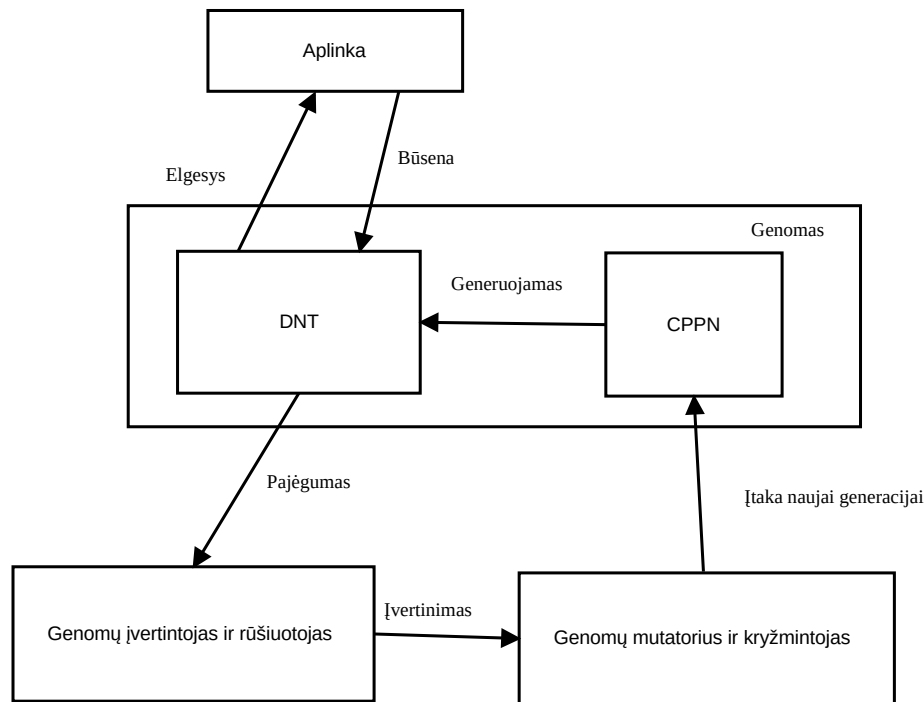 Aplinka
Būsena
Elgesys
Genomas
Generuojamas
DNT
CPPN
Pajėgumas
Įtaka naujai generacijai
Įvertinimas
Genomų įvertintojas ir rūšiuotojas
Genomų mutatorius ir kryžmintojas